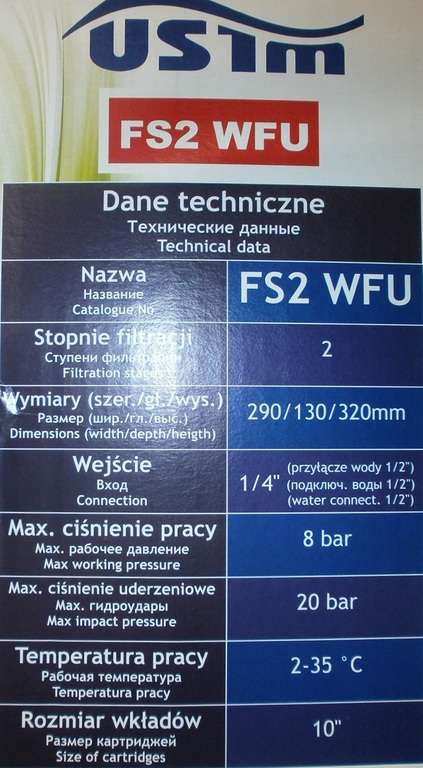 USTM
FS2 WFU
Dane techniczne
Технические данные
Technical data
Nazwa
Название
Catalogue No
FS2 WFU
Stopnie filtracji
Ступени фильтрации
Filtration stages
2
Wymiary (szer./gł./wys.)
Размер (шир./гл./выс.)
Dimensions (width/depth/heigth)
290/130/320mm
Wejście
Вход
Connection
1/4" (przyłącze wody 1/2")
(подключ. воды 1/2")
(water connect. 1/2")
Max. ciśnienie pracy
Max. рабочее давление
Max working pressure
8 bar
Max. ciśnienie uderzeniowe
Max. гидроудары
Max impact pressure
20 bar
Temperatura pracy
Рабочая температура
Temperatura pracy
2-35 °C
Rozmiar wkładów
Размер картриджей
Size of cartridges
10"